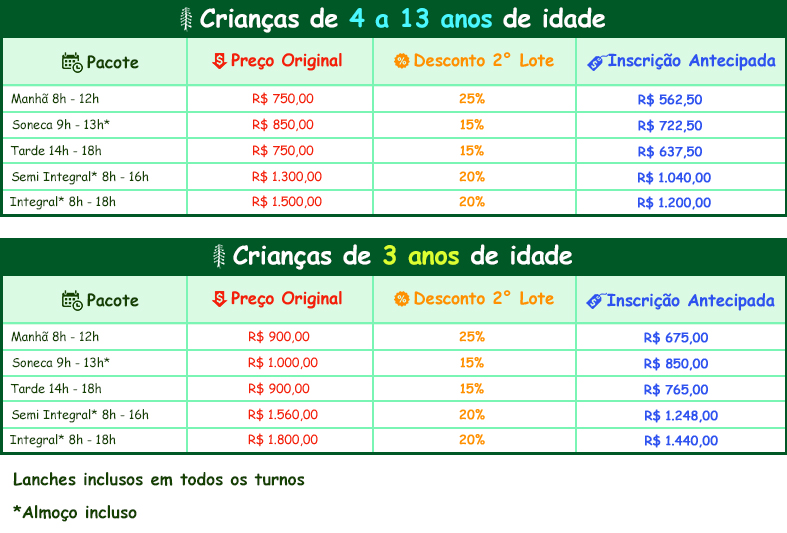 Crianças de 4 a 13 anos de idade
Pacote Preço Original Desconto 2° Lote Inscrição Antecipada
Manhã 8h - 12h R$ 750,00 25% R$ 562,50
Soneca 9h - 13h* R$ 850,00 15% R$ 722,50
Tarde 14h - 18h R$ 750,00 15% R$ 637,50
Semi Integral* 8h - 16h R$ 1.300,00 20% R$ 1.040,00
Integral* 8h - 18h R$ 1.500,00 20% R$ 1.200,00
Crianças de 3 anos de idade
Pacote Preço Original Desconto 2° Lote Inscrição Antecipada
Manhã 8h - 12h R$ 900,00 25% R$ 675,00
Soneca 9h - 13h* R$ 1.000,00 15% R$ 850,00
Tarde 14h - 18h R$ 900,00 15% R$ 765,00
Semi Integral* 8h - 16h R$ 1.560,00 20% R$ 1.248,00
Integral* 8h - 18h R$ 1.800,00 20% R$ 1.440,00
Lanches inclusos em todos os turnos
*Almoço incluso